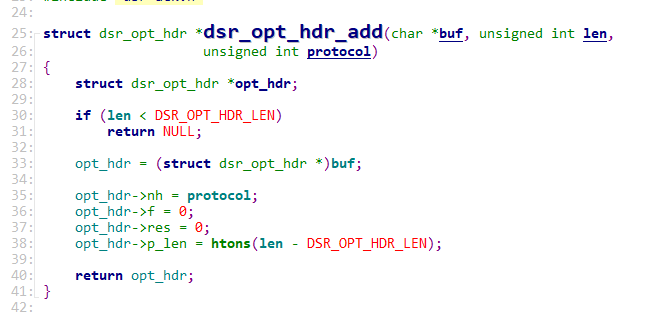 24:
25: struct dsr_opt_hdr *dsr_opt_hdr_add(char *buf, unsigned int len,
26: unsigned int protocol)
27: {
28: struct dsr_opt_hdr *opt_hdr;
29:
30: if (len < DSR_OPT_HDR_LEN)
31: return NULL;
32:
33: opt_hdr = (struct dsr_opt_hdr *)buf;
34:
35: opt_hdr->nh = protocol;
36: opt_hdr->f = 0;
37: opt_hdr->res = 0;
38: opt_hdr->p_len = htons(len - DSR_OPT_HDR_LEN);
39:
40: return opt_hdr;
41: }
42: